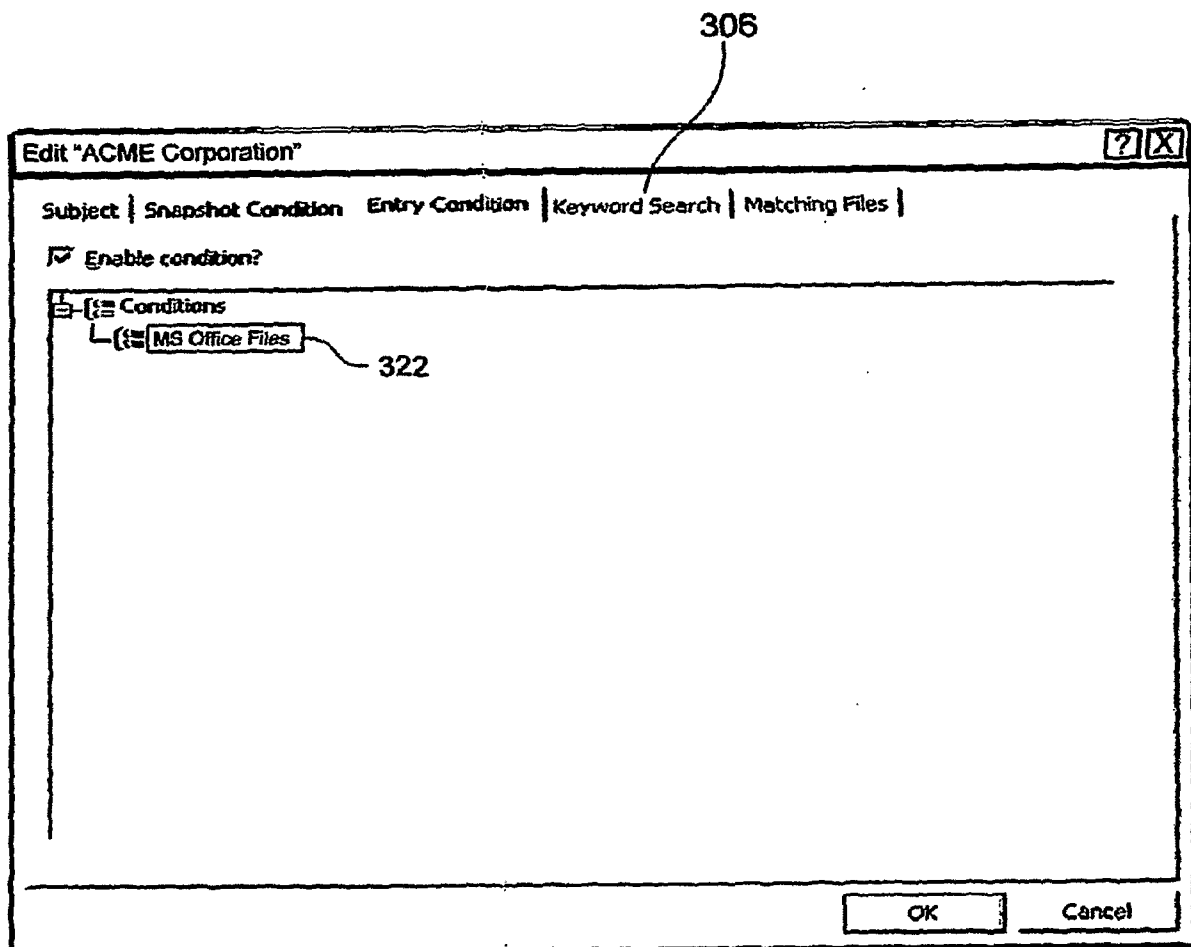 306
Edit "ACME Corporation"
? X
Subject | Snapshot Condition Entry Condition | Keyword Search | Matching Files |
Enable condition?
Conditions
MS Office Files
322
OK Cancel